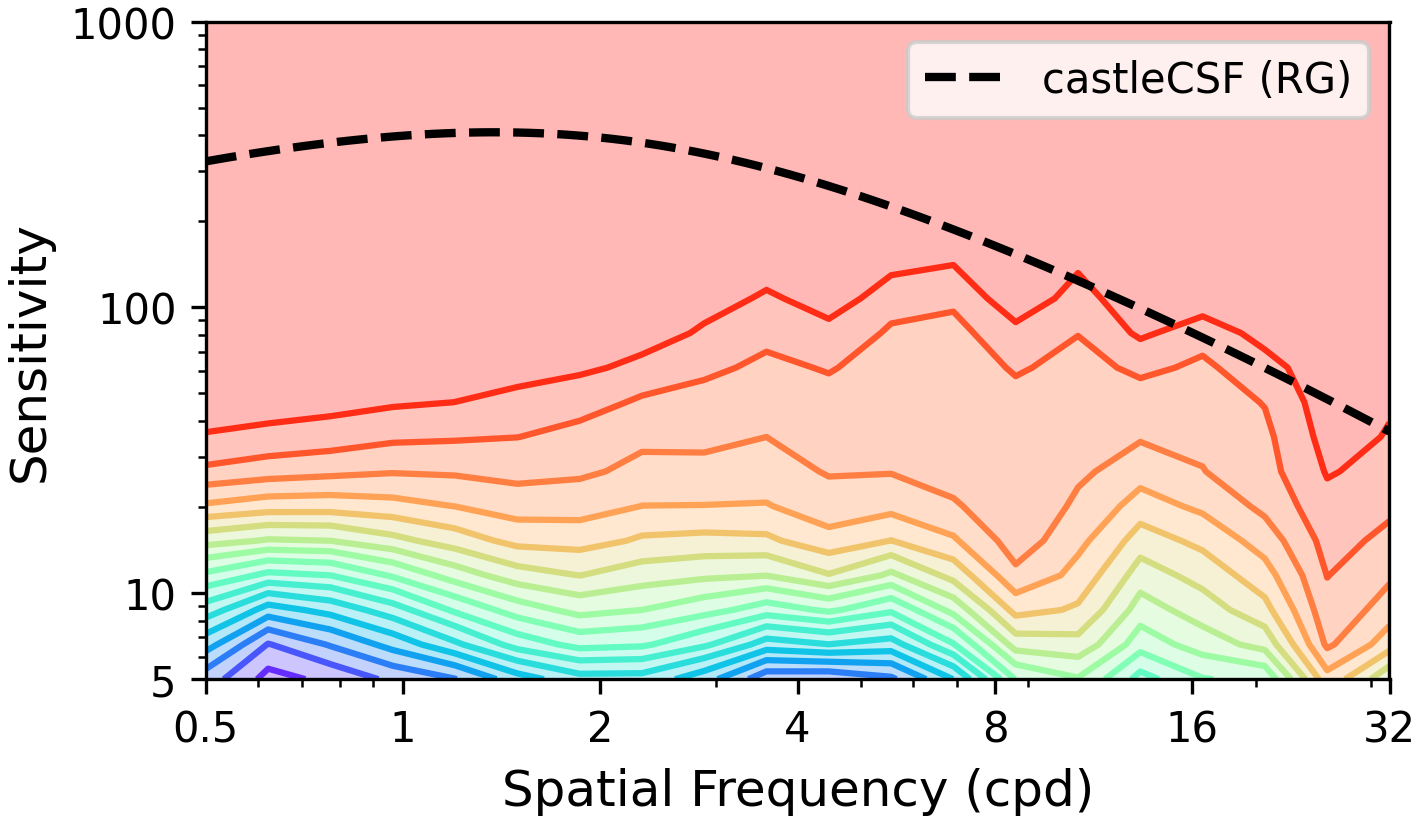 1000
100
10
5
Sensitivity
castleCSF (RG)
0.5 1 2 4 8 16 32
Spatial Frequency (cpd)